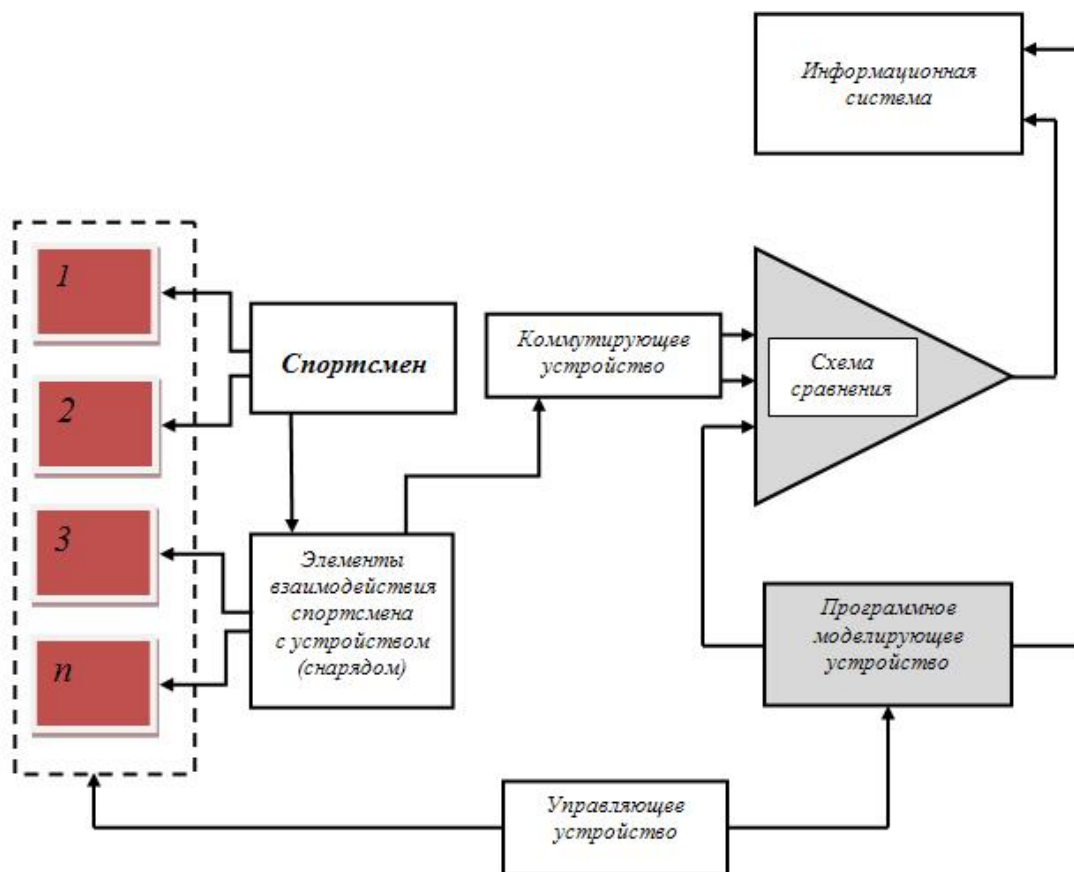 Информационная
система
1
2
3
n
Спортсмен
Коммутирующее
устройство
Схема
сравнения
Элементы
взаимодействия
спортсмена
с устройством
(снарядом)
Программное
моделирующее
устройство
Управляющее
устройство